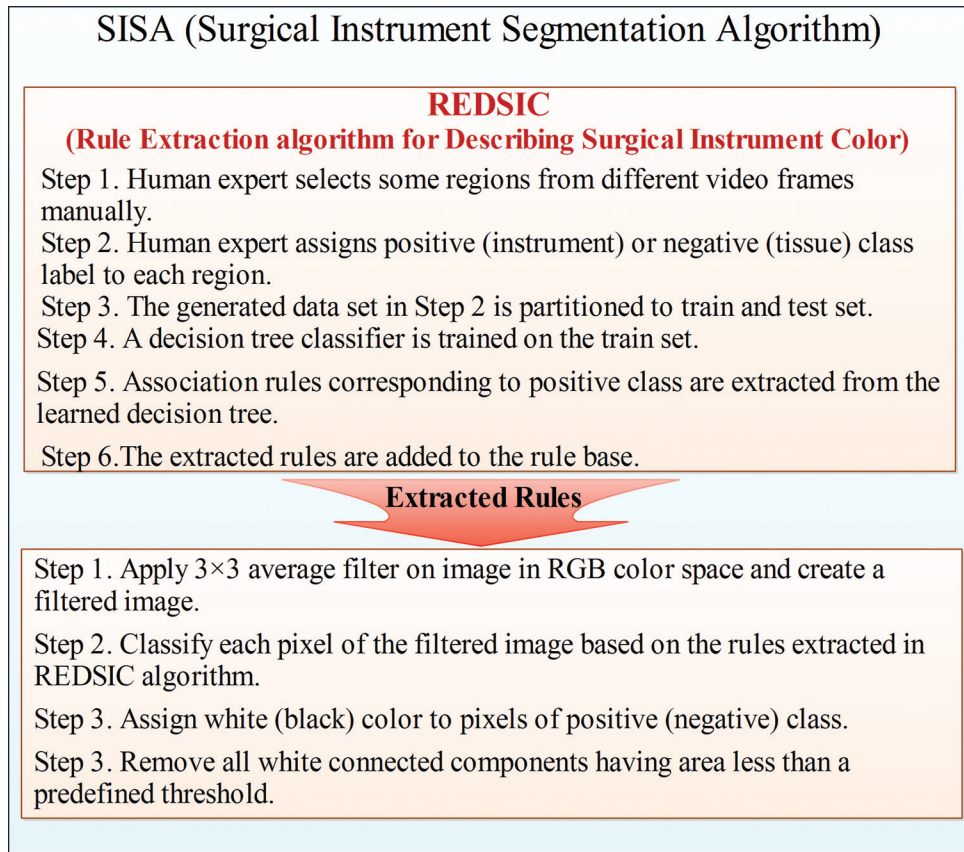 SISA (Surgical Instrument Segmentation Algorithm)
REDSIC
(Rule Extraction algorithm for Describing Surgical Instrument Color)
Step 1. Human expert selects some regions from different video frames
manually.
Step 2. Human expert assigns positive (instrument) or negative (tissue) class
label to each region.
Step 3. The generated data set in Step 2 is partitioned to train and test set.
Step 4. A decision tree classifier is trained on the train set.
Step 5. Association rules corresponding to positive class are extracted from the
learned decision tree.
Step 6.The extracted rules are added to the rule base.
Extracted Rules
Step 1. Apply 3×3 average filter on image in RGB color space and create a
filtered image.
Step 2. Classify each pixel of the filtered image based on the rules extracted in
REDSIC algorithm.
Step 3. Assign white (black) color to pixels of positive (negative) class.
Step 3. Remove all white connected components having area less than a
predefined threshold.